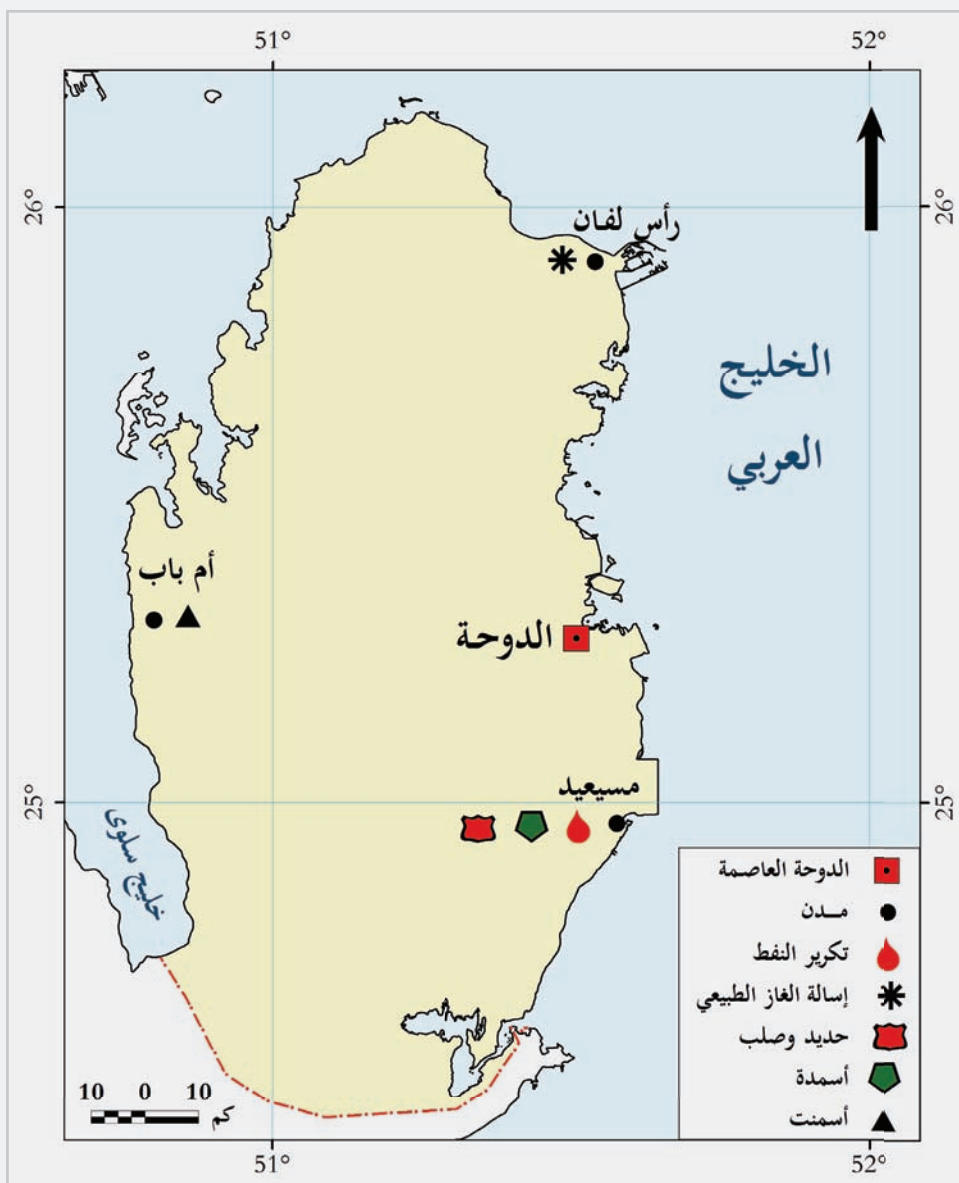 51°
52°
26°
26°
رأس لفان
الخليج
العربي
أم باب
الدوحة
مسيعيد
25°
25°
خليج سلوى
الدوحة العاصمة
مــدن
تكرير النفط
إسالة الغاز الطبيعي
حديد وصلب
أسمدة
أسمنت
10 0 10
كم
51°
52°